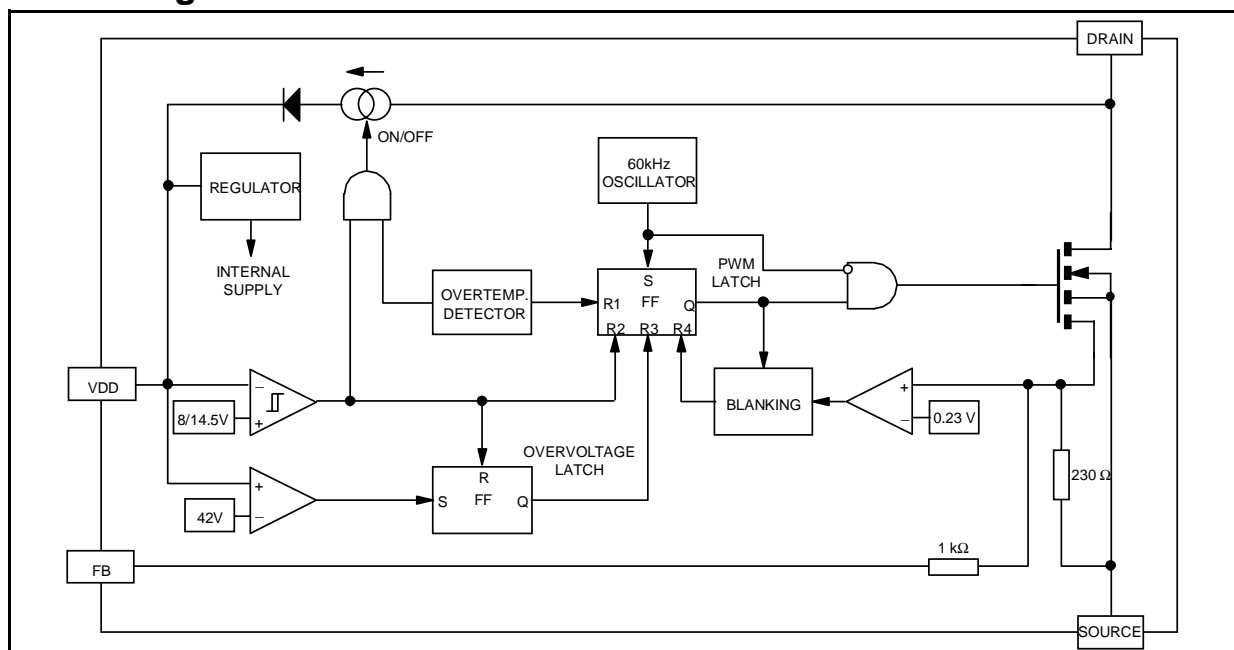 DRAIN
ON/OFF
60kHz
OSCILLATOR
REGULATOR
INTERNAL
SUPPLY
PWM
LATCH
OVERTEMP.
DETECTOR
S
FF
R1
Q
R2 R3 R4
VDD
8/14.5V
−
+
BLANKING
+
−
0.23 V
OVERVOLTAGE
LATCH
230 Ω
R
FF
S
Q
+
−
42V
1 kΩ
FB
SOURCE